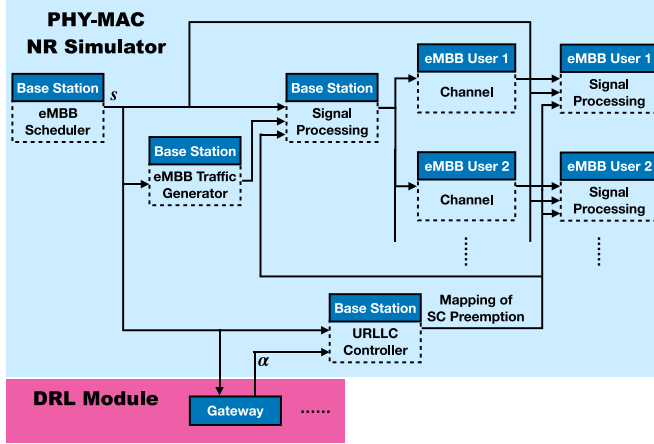 PHY-MAC
NR Simulator
Base Station
eMBB
Scheduler
s
Base Station
eMBB Traffic
Generator
Base Station
Signal
Processing
eMBB User 1
Channel
eMBB User 1
Signal
Processing
eMBB User 2
Channel
eMBB User 2
Signal
Processing
Base Station
URLLC
Controller
Mapping of
SC Preemption
α
DRL Module
Gateway